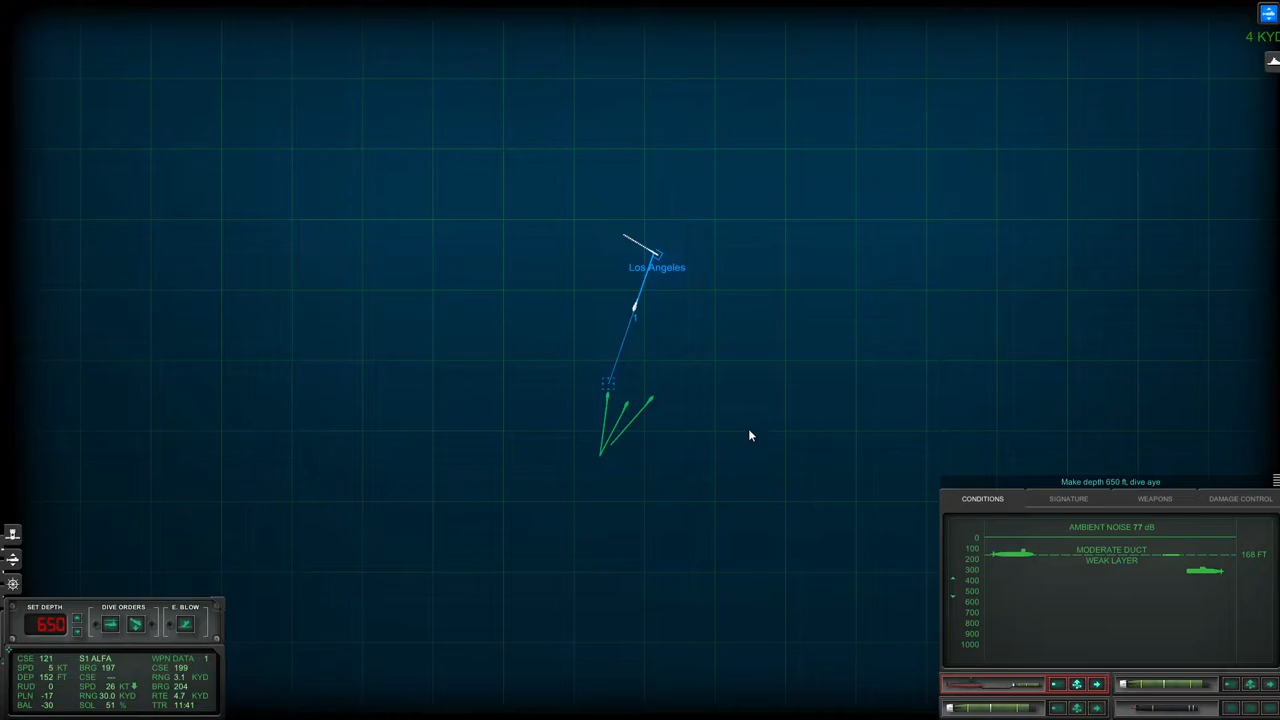 4 KYD
Los Angeles
1
Make depth 650 ft, dive aye
CONDITIONS SIGNATURE WEAPONS DAMAGE CONTROL
AMBIENT NOISE 77 dB
0
100
200
300
400
500
600
700
800
900
1000
MODERATE DUCT
WEAK LAYER
168 FT
SET DEPTH DIVE ORDERS E. BLOW
650
CSE 121 S1 ALFA WPN DATA 1
SPD 5 KT BRG 197 CSE 199
DEP 152 FT CSE --- RNG 3.1 KYD
RUD 0 SPD 26 KT BRG 204
PLN -17 RNG 30.0 KYD RTE 4.7 KYD
BAL -30 SOL 51 % TTR 11:41